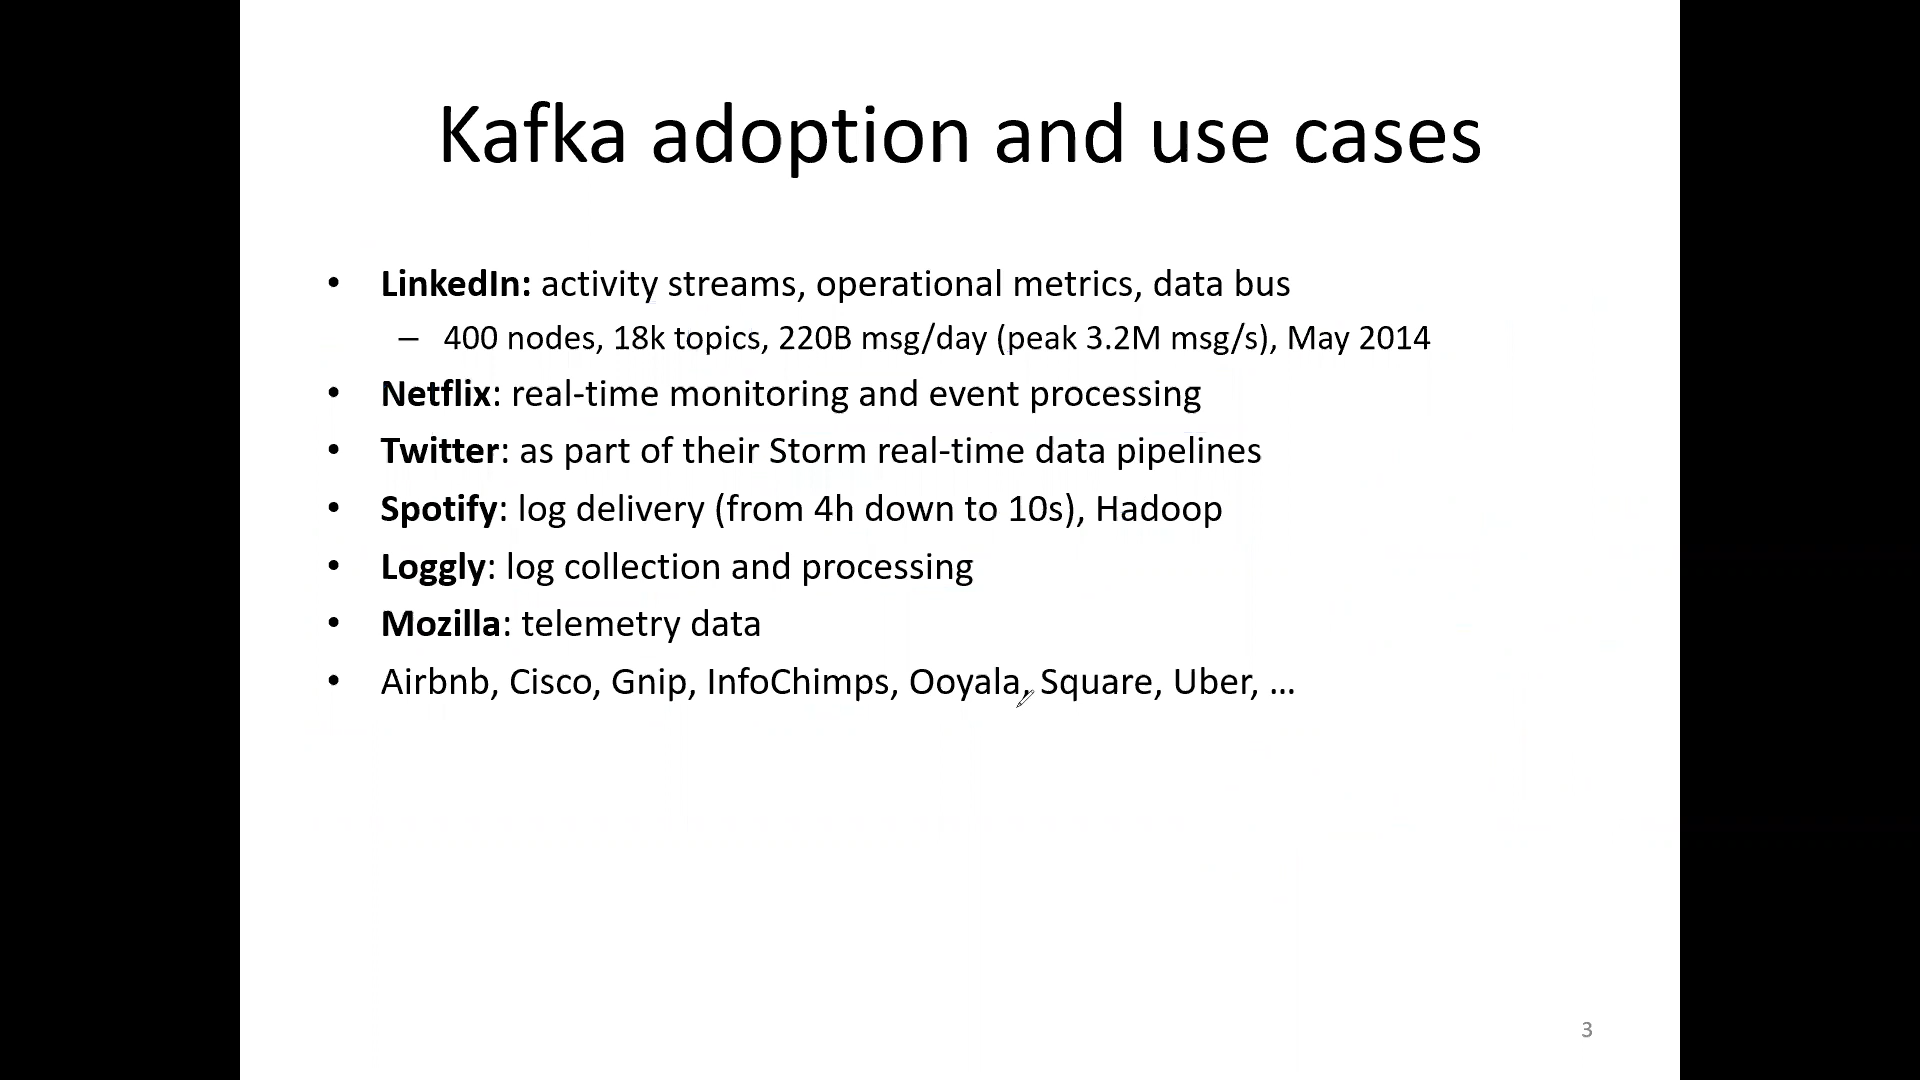 Kafka adoption and use cases
• LinkedIn: activity streams, operational metrics, data bus
– 400 nodes, 18k topics, 220B msg/day (peak 3.2M msg/s), May 2014
• Netflix: real-time monitoring and event processing
• Twitter: as part of their Storm real-time data pipelines
• Spotify: log delivery (from 4h down to 10s), Hadoop
• Loggly: log collection and processing
• Mozilla: telemetry data
• Airbnb, Cisco, Gnip, InfoChimps, Ooyala, Square, Uber, …
3